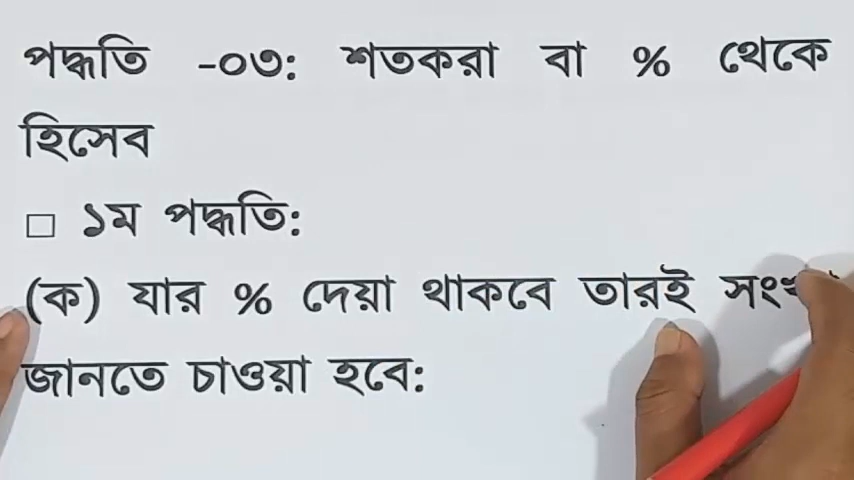 পদ্ধতি -০৩: শতকরা বা % থেকে
হিসেব
□ ১ম পদ্ধতি:
(ক) যার % দেয়া থাকবে তারই
জানতে চাওয়া হবে: